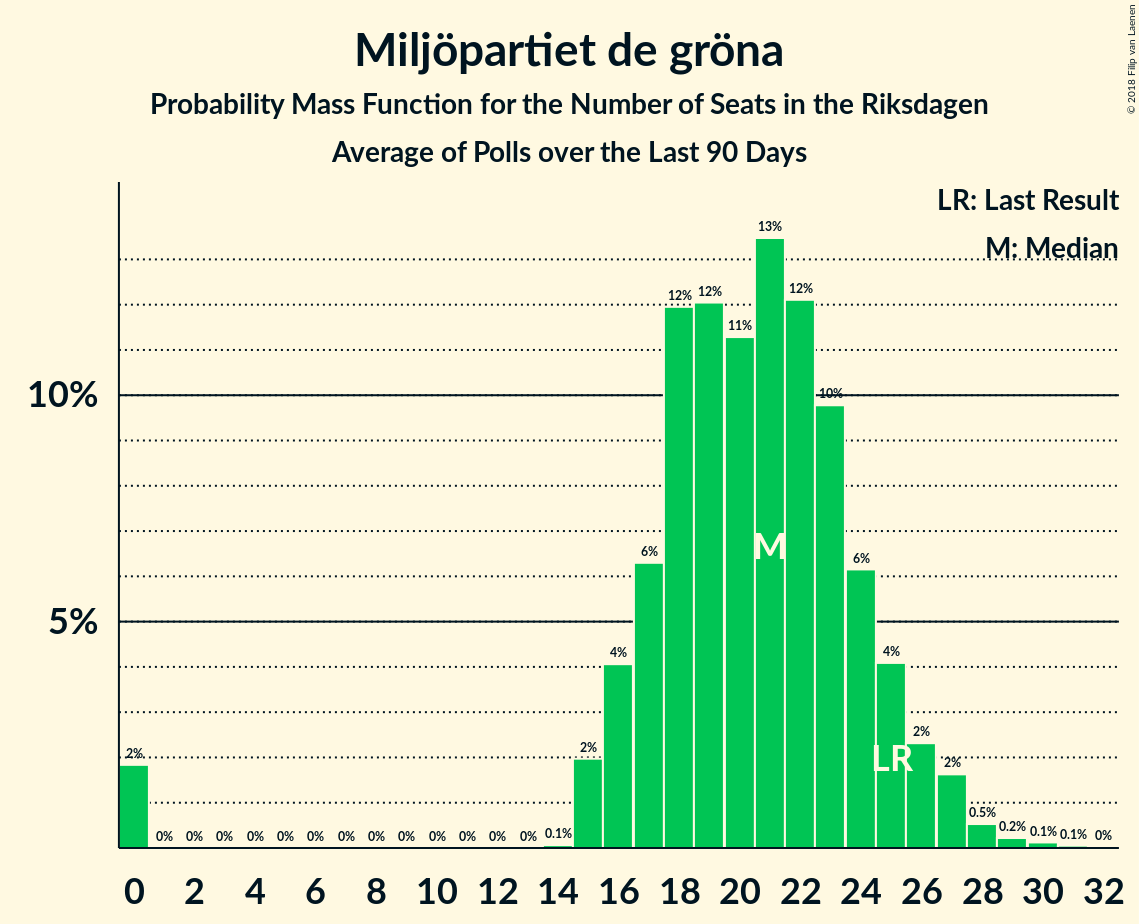 Miljöpartiet de gröna
Probability Mass Function for the Number of Seats in the Riksdagen
Average of Polls over the Last 90 Days
© 2018 Filip van Laenen
LR: Last Result
M: Median
10%
5%
2% 0% 0% 0% 0% 0% 0% 0% 0% 0% 0% 0% 0% 0% 0.1% 2% 4% 6% 12% 12% 11% 13% 12% 10% 6% 4% 2% 2% 0.5% 0.2% 0.1% 0.1% 0%
M
LR
0 2 4 6 8 10 12 14 16 18 20 22 24 26 28 30 32